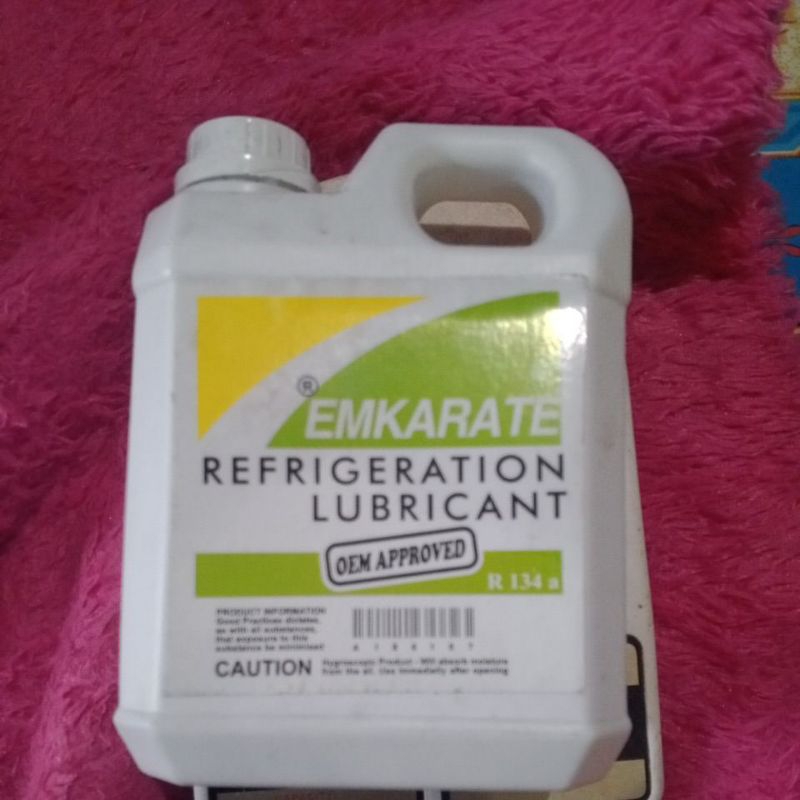 ®
EMKARATE
REFRIGERATION
LUBRICANT
OEM APPROVED
R 134 a
PRODUCT INFORMATION
Good Practices dictates,
as with all substances,
that exposure to this
substance be minimised
CAUTION
Hygroscopic Product - Will absorb moisture
from the air. Use immediatly after opening